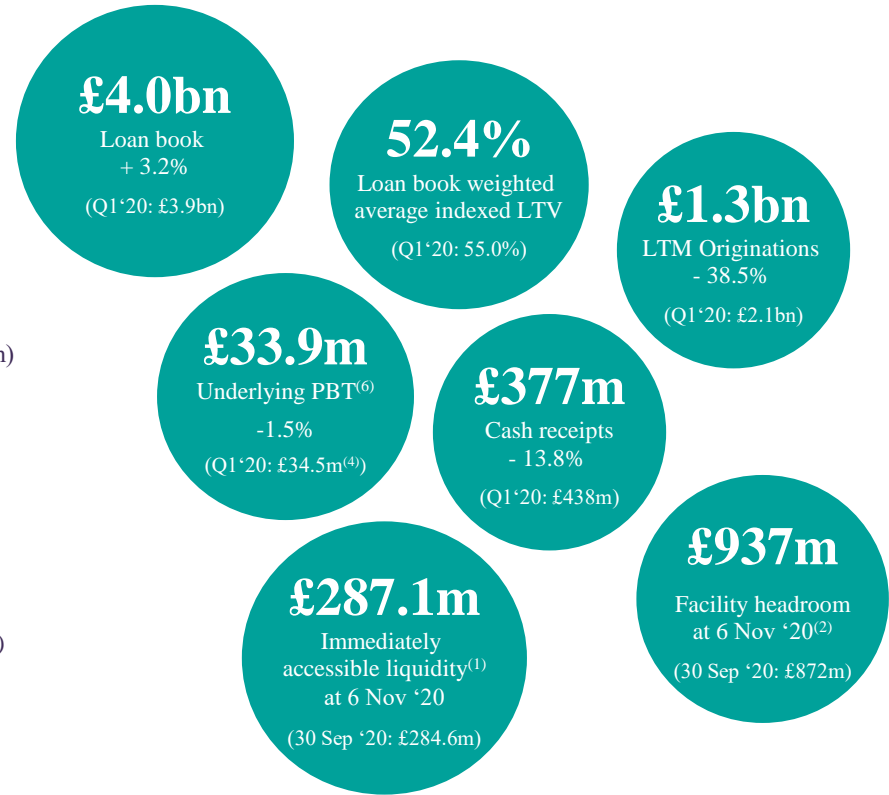 £4.0bn
Loan book
+ 3.2%
(Q1‘20: £3.9bn)
52.4%
Loan book weighted
average indexed LTV
(Q1‘20: 55.0%)
£1.3bn
LTM Originations
- 38.5%
(Q1‘20: £2.1bn)
n)
£33.9m
Underlying PBT(6)
-1.5%
(Q1‘20: £34.5m(4))
£377m
Cash receipts
- 13.8%
(Q1‘20: £438m)
£937m
Facility headroom
at 6 Nov ‘20(2)
(30 Sep ‘20: £872m)
)
£287.1m
Immediately
accessible liquidity(1)
at 6 Nov ‘20
(30 Sep ‘20: £284.6m)